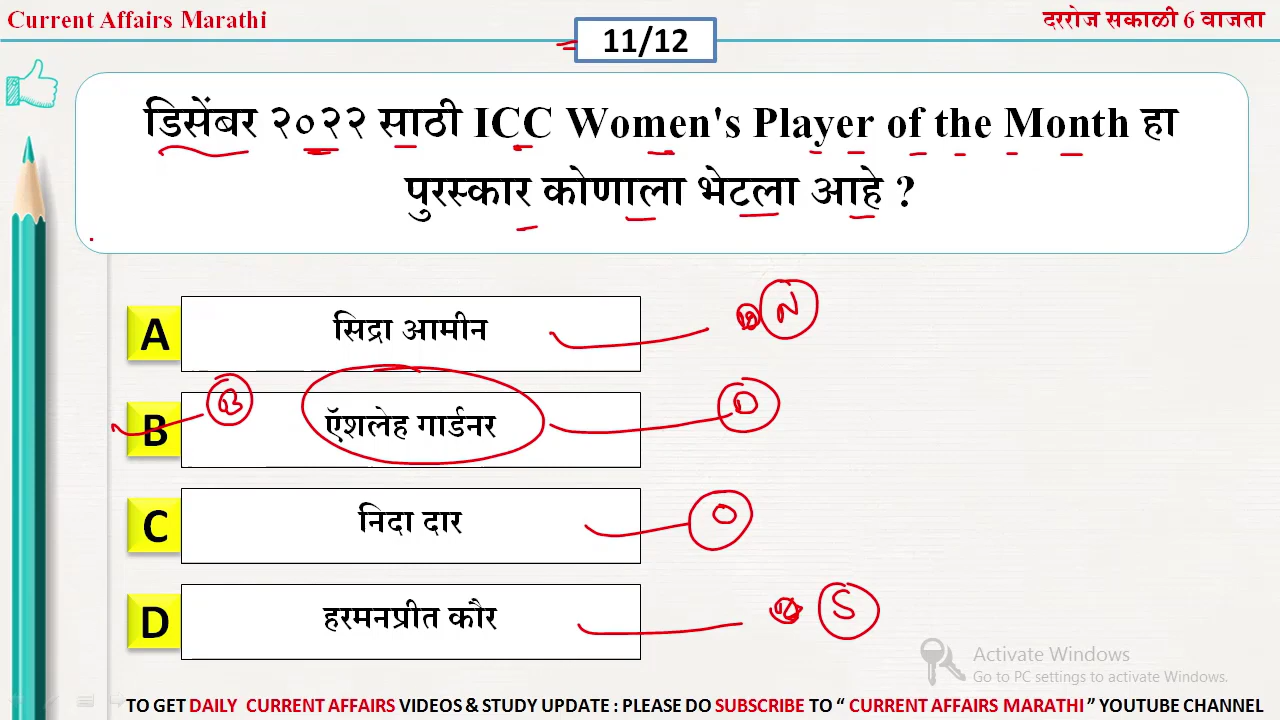 Current Affairs Marathi
दररोज सकाळी 6 वाजता
11/12
डिसेंबर २०२२ साठी ICC Women's Player of the Month हा
पुरस्कार कोणाला भेटला आहे ?
A सिद्रा आमीन N
B B ऍशलेह गार्डनर D
C निदा दार O
D हरमनप्रीत कौर S
Activate Windows
Go to PC settings to activate Windows.
TO GET DAILY CURRENT AFFAIRS VIDEOS & STUDY UPDATE : PLEASE DO SUBSCRIBE TO “ CURRENT AFFAIRS MARATHI ” YOUTUBE CHANNEL